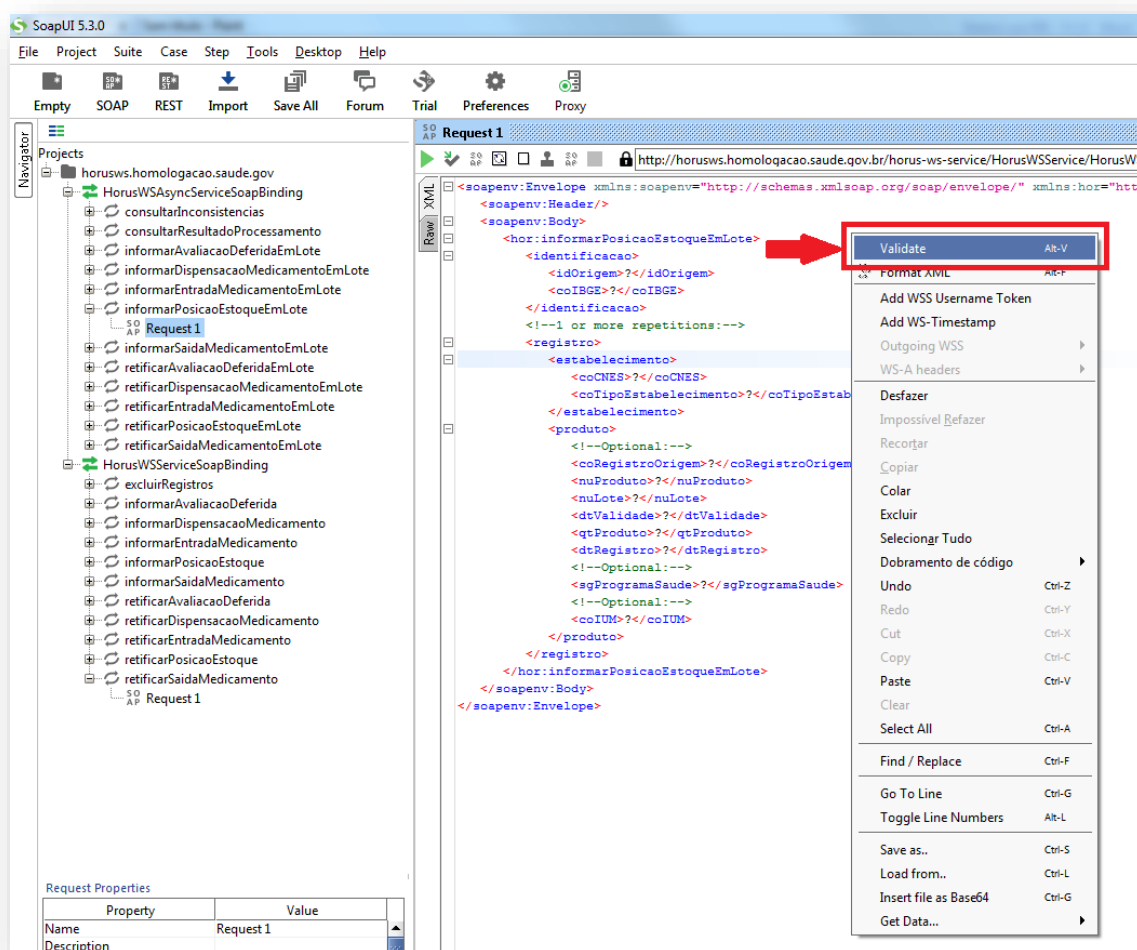 SoapUI 5.3.0
File Project Suite Case Step Tools Desktop Help
Empty SOAP REST Import Save All Forum Trial Preferences Proxy
Navigator
Projects
horusws.homologacao.saude.gov
HorusWSAsyncServiceSoapBinding
consultarInconsistencias
consultarResultadoProcessamento
informarAvaliacaoDeferidaEmLote
informarDispensacaoMedicamentoEmLote
informarEntradaMedicamentoEmLote
informarPosicaoEstoqueEmLote
Request 1
informarSaidaMedicamentoEmLote
retificarAvaliacaoDeferidaEmLote
retificarDispensacaoMedicamentoEmLote
retificarEntradaMedicamentoEmLote
retificarPosicaoEstoqueEmLote
retificarSaidaMedicamentoEmLote
HorusWSServiceSoapBinding
excluirRegistros
informarAvaliacaoDeferida
informarDispensacaoMedicamento
informarEntradaMedicamento
informarPosicaoEstoque
informarSaidaMedicamento
retificarAvaliacaoDeferida
retificarDispensacaoMedicamento
retificarEntradaMedicamento
retificarPosicaoEstoque
retificarSaidaMedicamento
Request 1
Request Properties
Property Value
Name Request 1
Description
Request 1
http://horusws.homologacao.saude.gov.br/horus-ws-service/HorusWSService/HorusWS
XML
Raw
<soapenv:Envelope xmlns:soapenv="http://schemas.xmlsoap.org/soap/envelope/" xmlns:hor="htt
<soapenv:Header/>
<soapenv:Body>
<hor:informarPosicaoEstoqueEmLote>
<identificacao>
<idOrigem>?</idOrigem>
<coIBGE>?</coIBGE>
</identificacao>
<!--1 or more repetitions:-->
<registro>
<estabelecimento>
<coCNES>?</coCNES>
<coTipoEstabelecimento>?</coTipoEstab
</estabelecimento>
<produto>
<!--Optional:-->
<coRegistroOrigem>?</coRegistroOrigem
<nuProduto>?</nuProduto>
<nuLote>?</nuLote>
<dtValidade>?</dtValidade>
<qtProduto>?</qtProduto>
<dtRegistro>?</dtRegistro>
<!--Optional:-->
<sgProgramaSaude>?</sgProgramaSaude>
<!--Optional:-->
<coIUM>?</coIUM>
</produto>
</registro>
</hor:informarPosicaoEstoqueEmLote>
</soapenv:Body>
</soapenv:Envelope>
Validate Alt-V
Format XML Alt-F
Add WSS Username Token
Add WS-Timestamp
Outgoing WSS
WS-A headers
Desfazer
Impossível Refazer
Recortar
Copiar
Colar
Excluir
Selecionar Tudo
Dobramento de código
Undo Ctrl-Z
Redo Ctrl-Y
Cut Ctrl-X
Copy Ctrl-C
Paste Ctrl-V
Clear
Select All Ctrl-A
Find / Replace Ctrl-F
Go To Line Ctrl-G
Toggle Line Numbers Alt-L
Save as.. Ctrl-S
Load from.. Ctrl-L
Insert file as Base64 Ctrl-G
Get Data...